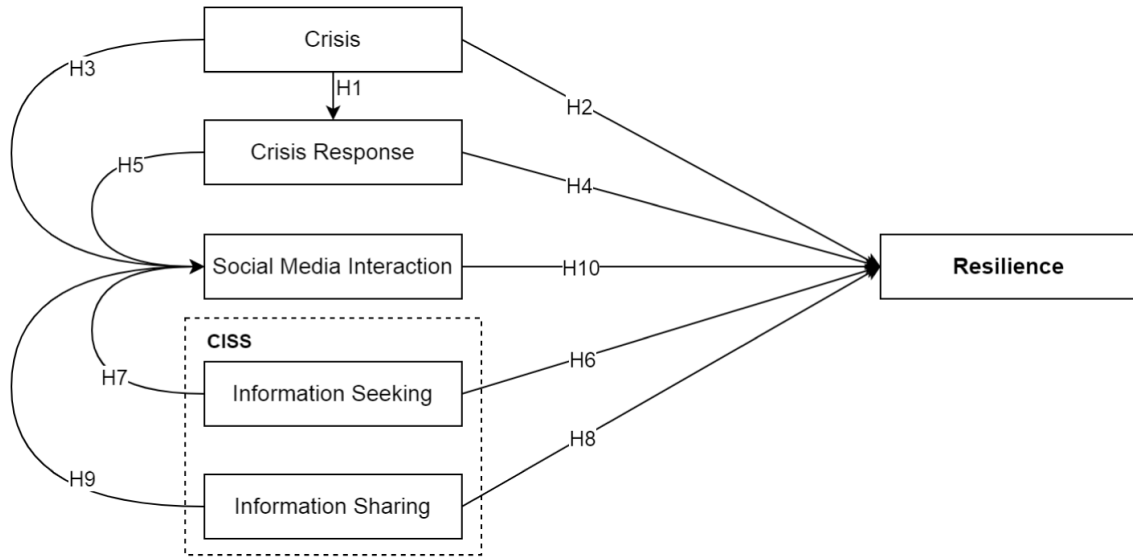 Crisis
H3
H1
H2
Crisis Response
H5
H4
Social Media Interaction
H10
Resilience
CISS
Information Seeking
H7
H6
H8
Information Sharing
H9